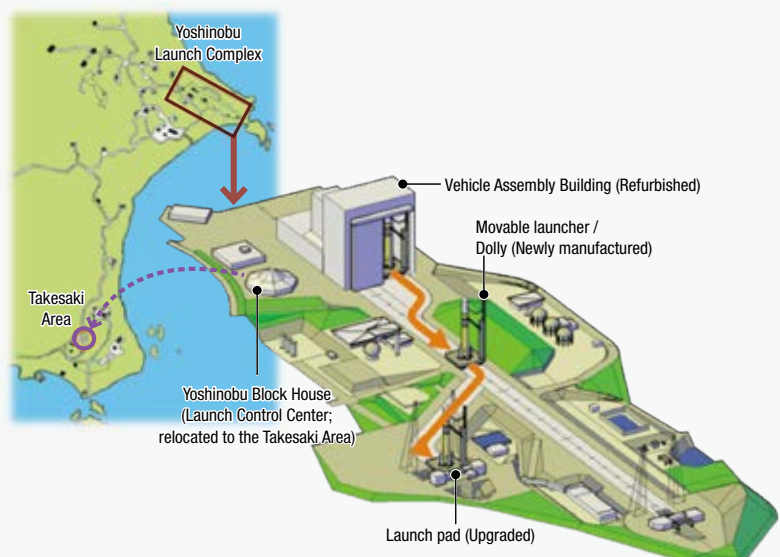 Yoshinobu
Launch Complex
Vehicle Assembly Building (Refurbished)
Movable launcher /
Dolly (Newly manufactured)
Takesaki
Area
Yoshinobu Block House
(Launch Control Center;
relocated to the Takesaki Area)
Launch pad (Upgraded)